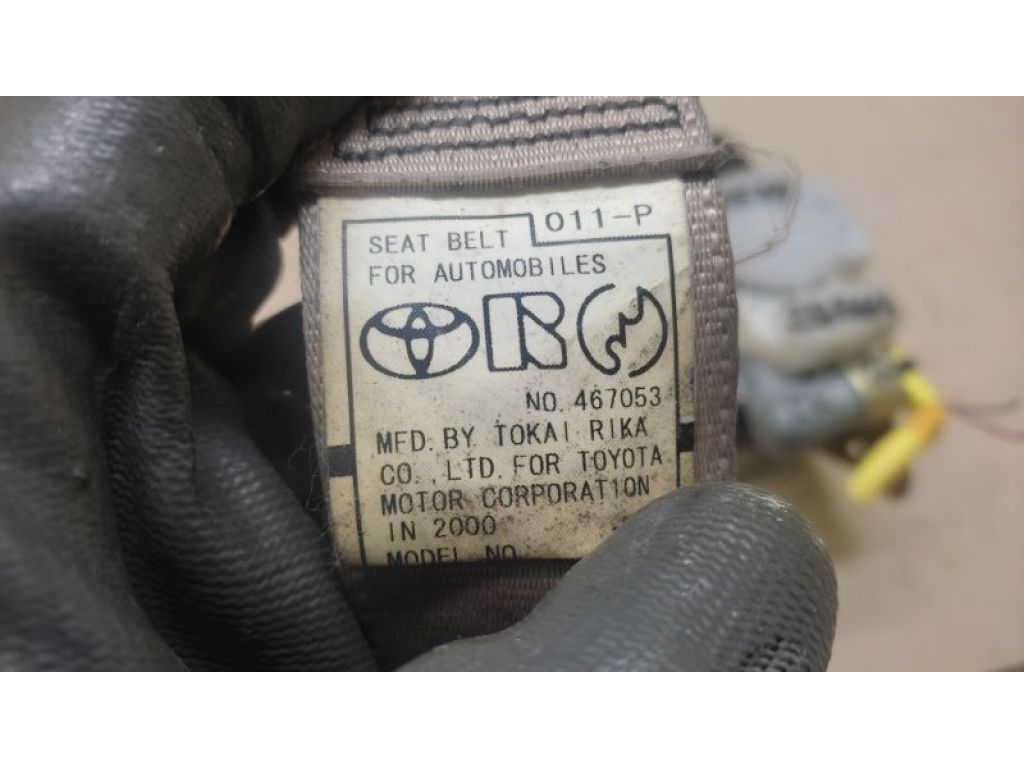 SEAT BELT 011-P
FOR AUTOMOBILES
NO. 467053
MFD. BY TOKAI RIKA
CO., LTD. FOR TOYOTA
MOTOR CORPORATION
IN 2000
MODEL NO.